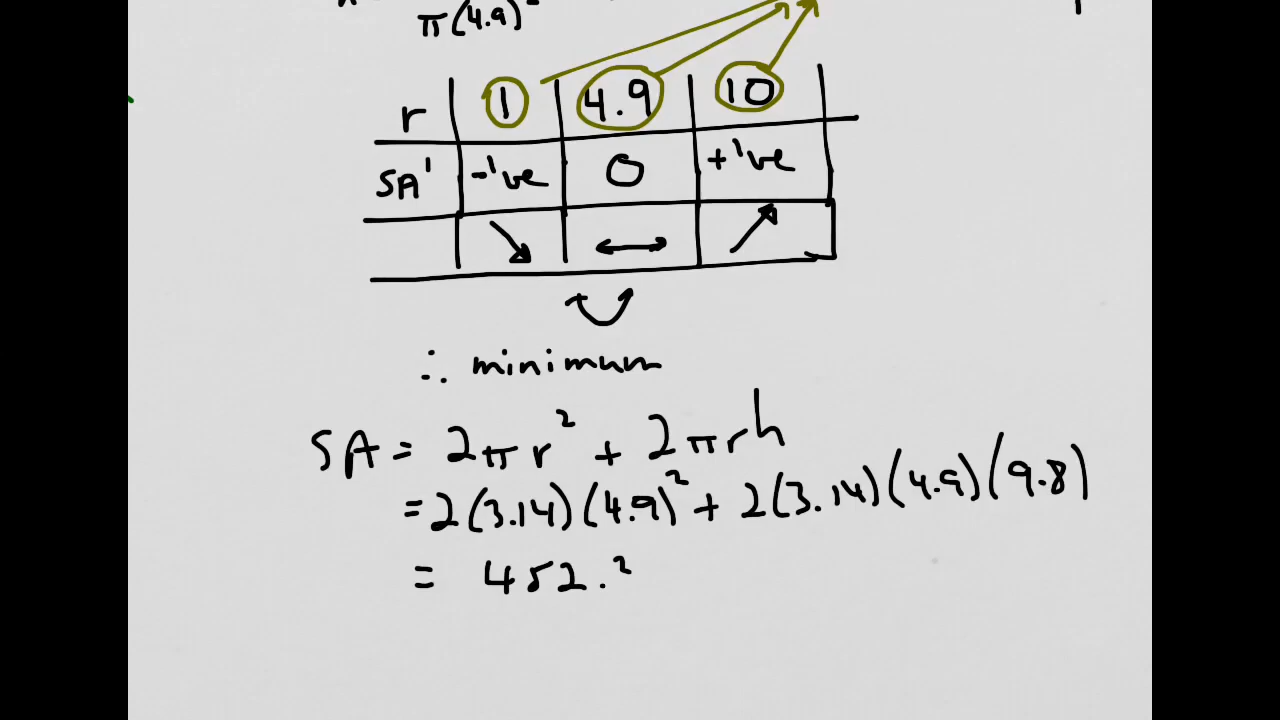 π(4.9)²
r 1 4.9 10
SA' -'ve 0 +'ve
∴ minimum
SA = 2πr² + 2πrh
= 2(3.14)(4.9)² + 2(3.14)(4.9)(9.8)
= 452.2